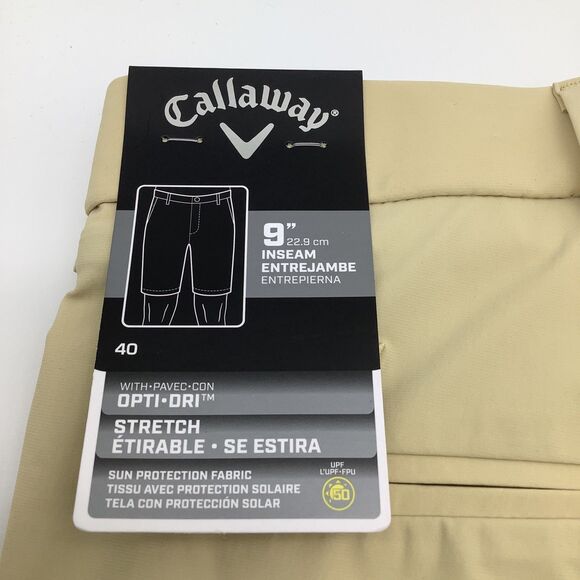 Callaway®
9”
22.9 cm
INSEAM
ENTREJAMBE
ENTREPIERNA
40
WITH•PAVEC•CON
OPTI•DRI™
STRETCH
ÉTIRABLE • SE ESTIRA
SUN PROTECTION FABRIC
TISSU AVEC PROTECTION SOLAIRE
TELA CON PROTECCIÓN SOLAR
UPF
L'UPF•FPU
50